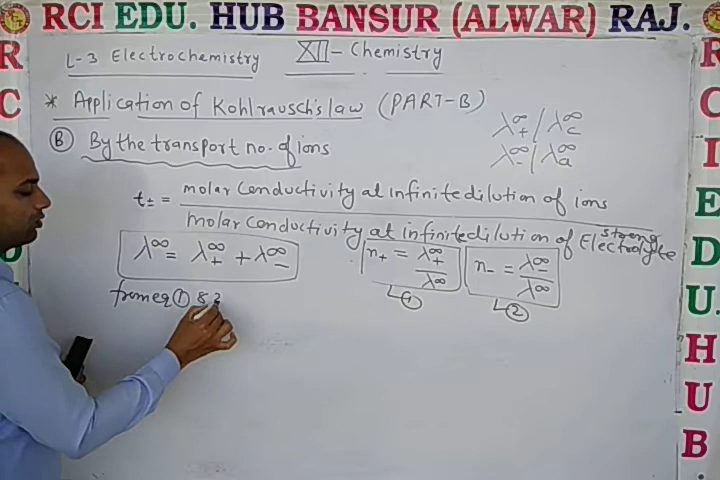 RCI EDU. HUB BANSUR (ALWAR) RAJ.
L-3 Electrochemistry XII - Chemistry
* Application of Kohlrausch's law (PART-B)
λ∞+ / λ∞c
λ∞- / λ∞a
Ⓑ By the transport no. of ions
t± = molar conductivity at infinite dilution of ions
molar conductivity at infinite dilution of strong Electrolyte
λ∞ = λ∞+ + λ∞-
n+ = λ∞+ / λ∞ ①
n- = λ∞- / λ∞ ②
from eq ① & 2
R
C
I
E
D
U.
H
U
B
R
C